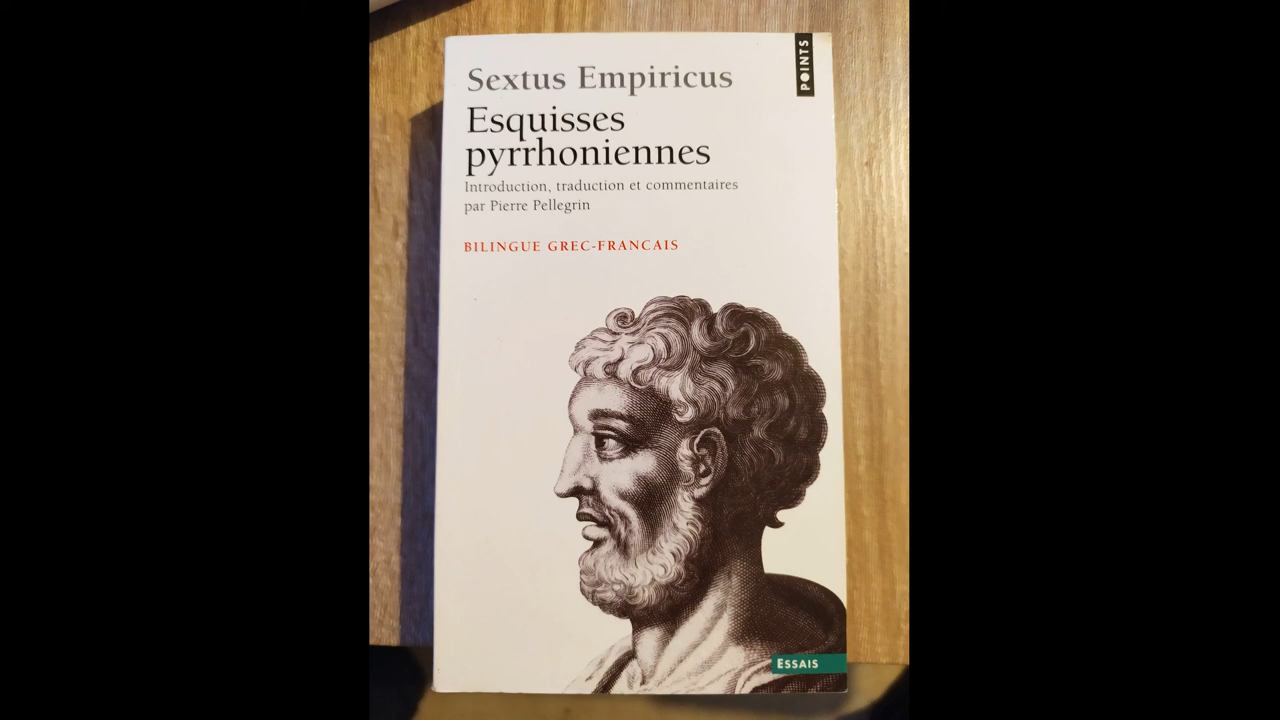 POINTS
Sextus Empiricus
Esquisses
pyrrhoniennes
Introduction, traduction et commentaires
par Pierre Pellegrin
BILINGUE GREC-FRANCAIS
ESSAIS